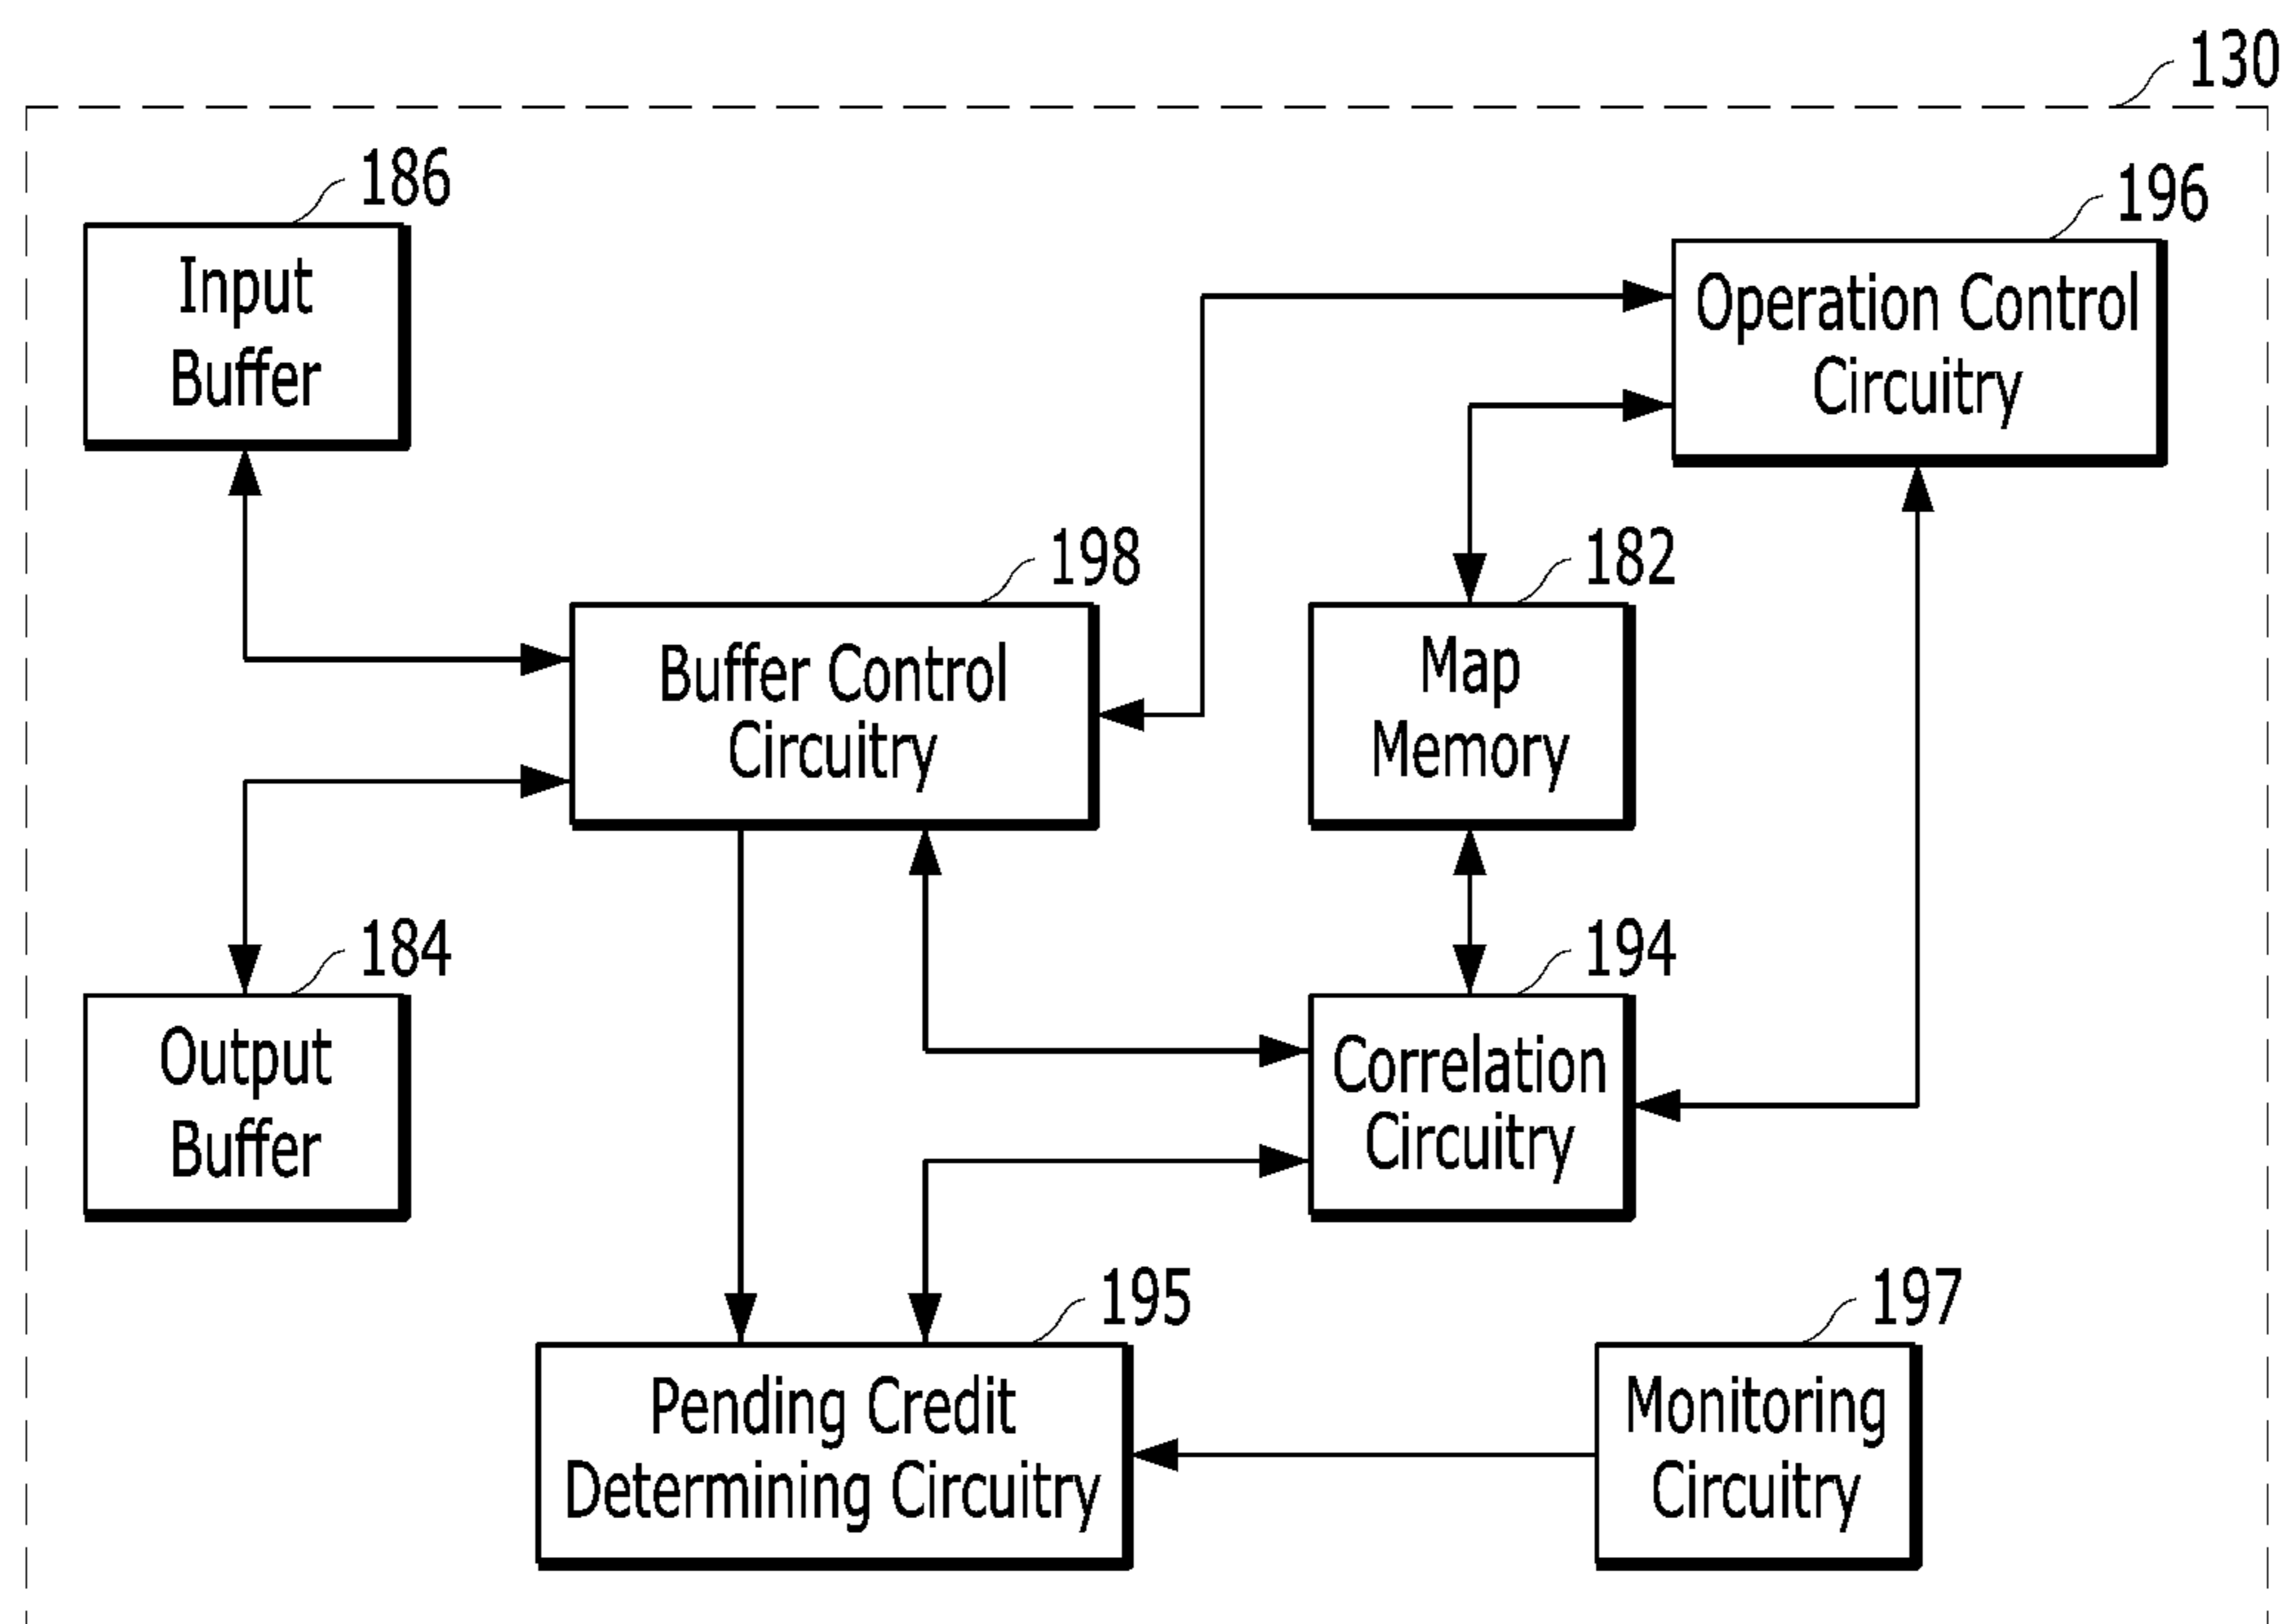 130
186
Input
Buffer
196
Operation Control
Circuitry
198
Buffer Control
Circuitry
182
Map
Memory
184
Output
Buffer
194
Correlation
Circuitry
195
Pending Credit
Determining Circuitry
197
Monitoring
Circuitry